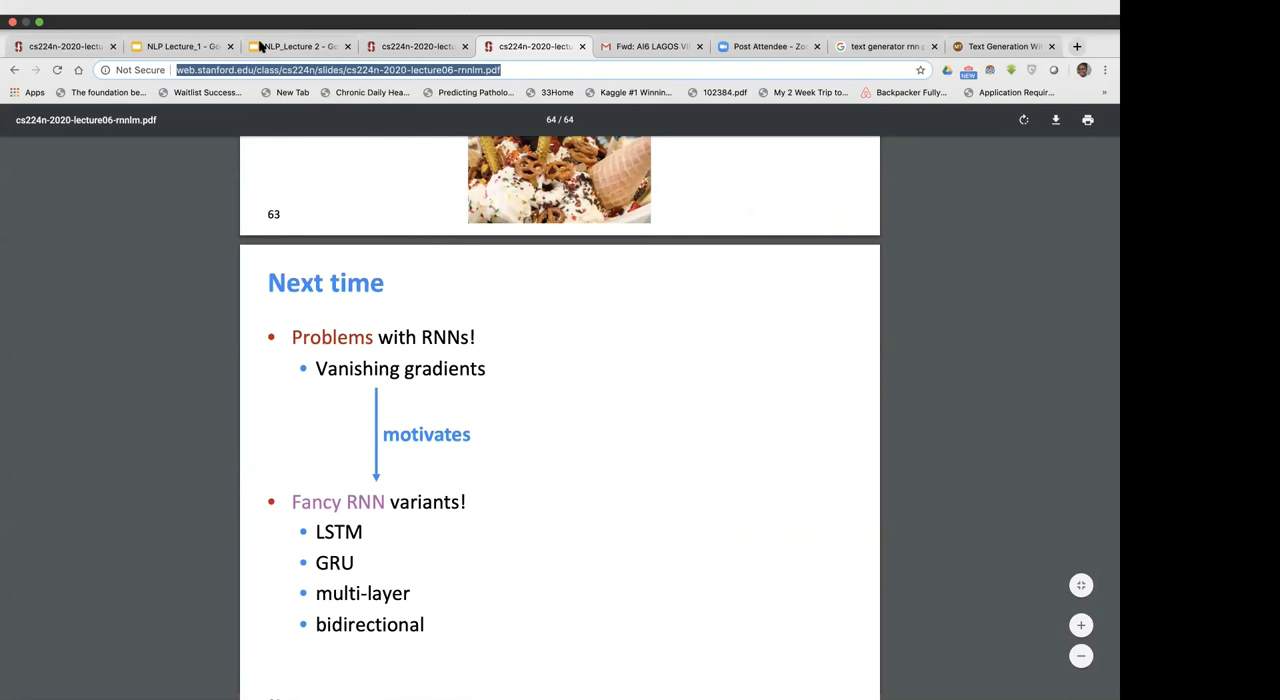 cs224n-2020-lectu
NLP Lecture_1 - Go
NLP_Lecture 2 - G
cs224n-2020-lectu
cs224n-2020-lectu
Fwd: AI6 LAGOS VI
Post Attendee - Zo
text generator rnn p
Text Generation Wi
Not Secure
web.stanford.edu/class/cs224n/slides/cs224n-2020-lecture06-rnnlm.pdf
NEW
Apps
The foundation be...
Waitlist Success...
New Tab
Chronic Daily Hea...
Predicting Patholo...
33Home
Kaggle #1 Winnin...
102384.pdf
My 2 Week Trip to...
Backpacker Fully...
Application Requir...
»
cs224n-2020-lecture06-rnnlm.pdf
64 / 64
63
Next time
• Problems with RNNs!
• Vanishing gradients
motivates
• Fancy RNN variants!
• LSTM
• GRU
• multi-layer
• bidirectional